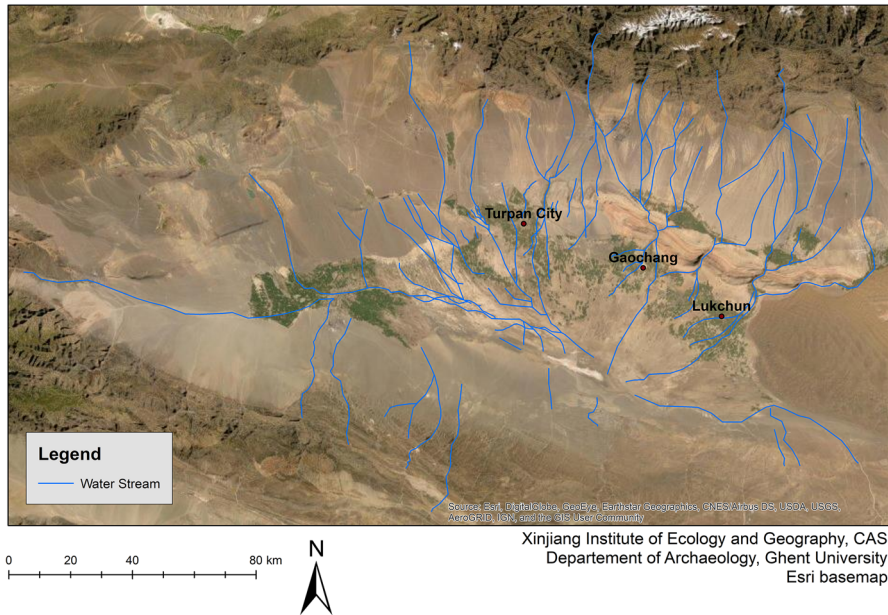 Turpan City
Gaochang
Lukchun
Legend
Water Stream
Source: Esri, DigitalGlobe, GeoEye, Earthstar Geographics, CNES/Airbus DS, USDA, USGS,
AeroGRID, IGN, and the GIS User Community
Xinjiang Institute of Ecology and Geography, CAS
Departement of Archaeology, Ghent University
Esri basemap
0 20 40 80 km
N